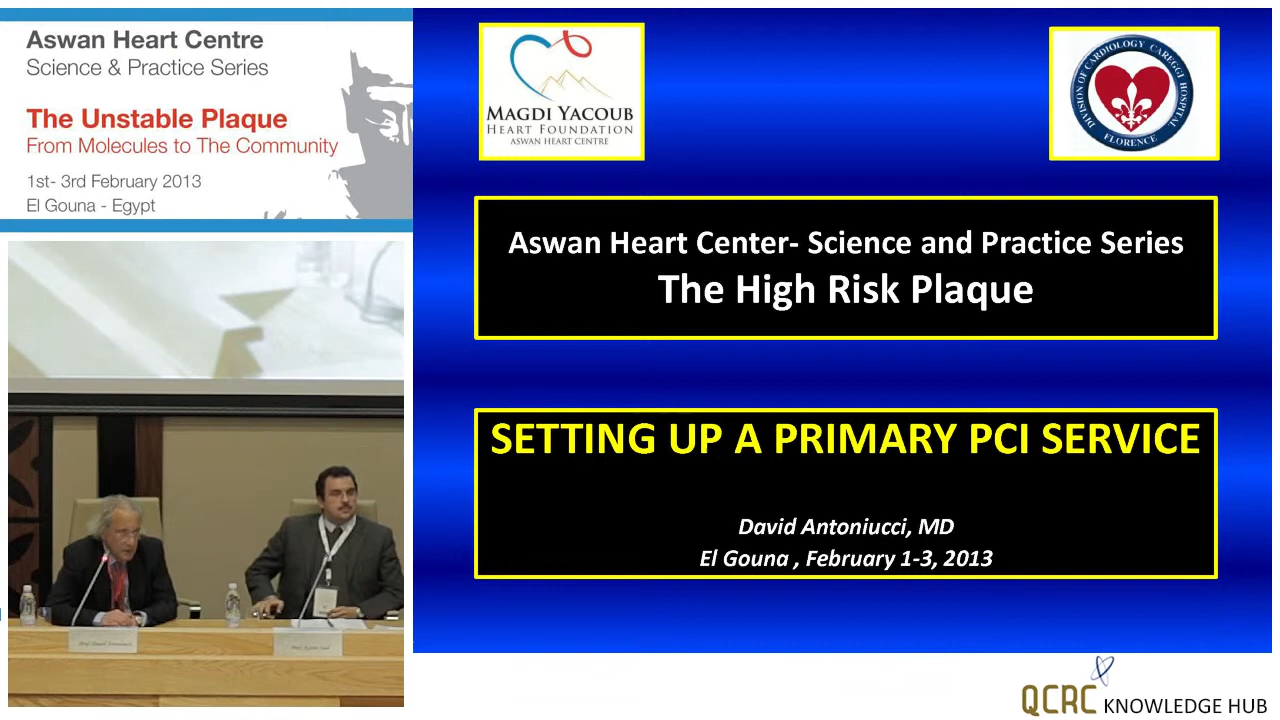 Aswan Heart Centre
Science & Practice Series
The Unstable Plaque
From Molecules to The Community
1st- 3rd February 2013
El Gouna - Egypt
MAGDI YACOUB
HEART FOUNDATION
ASWAN HEART CENTRE
DIVISION OF CARDIOLOGY CAREGGI HOSPITAL
FLORENCE
Aswan Heart Center- Science and Practice Series
The High Risk Plaque
SETTING UP A PRIMARY PCI SERVICE
David Antoniucci, MD
El Gouna , February 1-3, 2013
QCRC KNOWLEDGE HUB